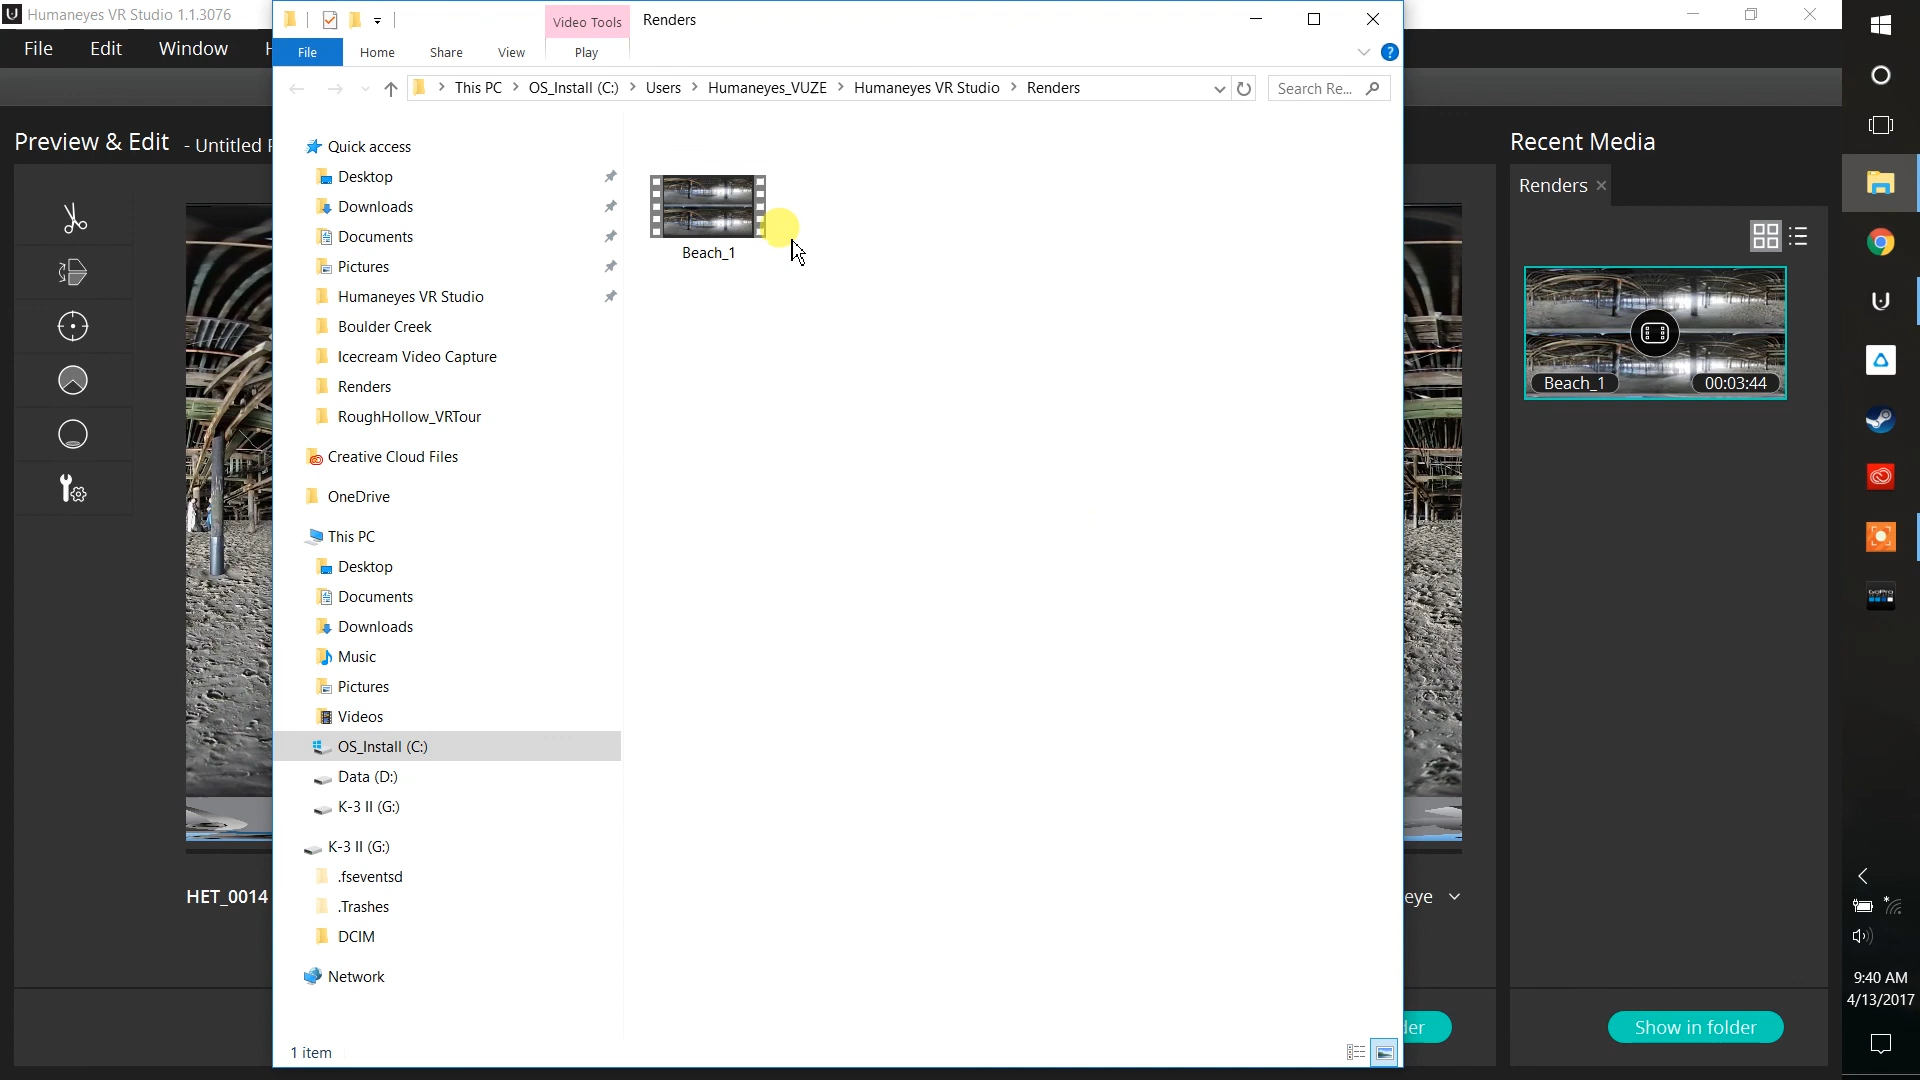 Humaneyes VR Studio 1.1.3076
File
Edit
Window
Preview & Edit
- Untitled
Video Tools
Renders
File
Home
Share
View
Play
This PC
OS_Install (C:)
Users
Humaneyes_VUZE
Humaneyes VR Studio
Renders
Search Re...
Quick access
Desktop
Downloads
Documents
Pictures
Humaneyes VR Studio
Boulder Creek
Icecream Video Capture
Renders
RoughHollow_VRTour
Creative Cloud Files
OneDrive
This PC
Desktop
Documents
Downloads
Music
Pictures
Videos
OS_Install (C:)
Data (D:)
K-3 II (G:)
K-3 II (G:)
.fseventsd
.Trashes
DCIM
Network
1 item
Beach_1
HET_0014
eye
der
Recent Media
Renders
Beach_1
00:03:44
Show in folder
GoPro
9:40 AM
4/13/2017